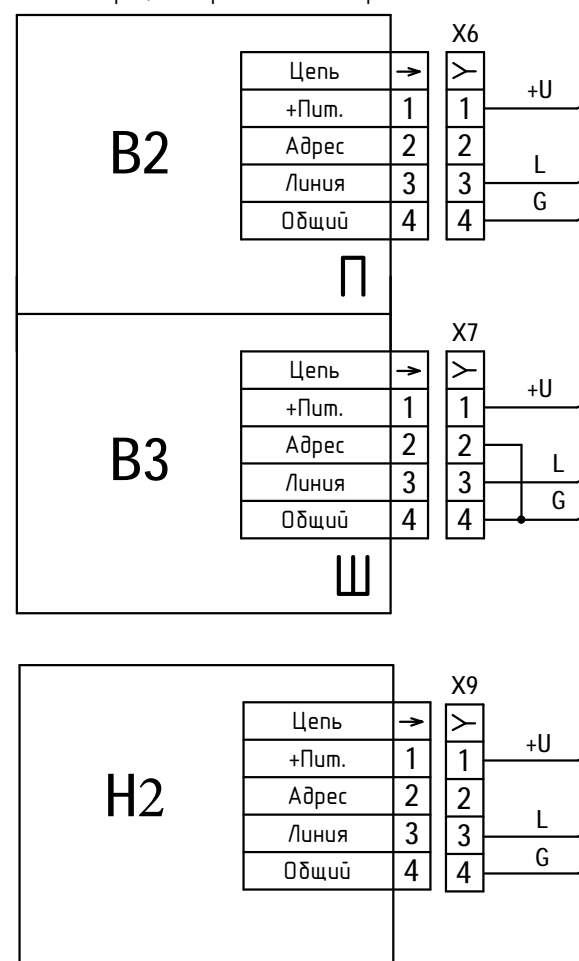 X6
Цепь
+U
+Пит. 1 1
B2
Адрес 2 2
L
Линия 3 3
G
Общий 4 4
П
X7
Цепь
+U
+Пит. 1 1
B3
Адрес 2 2
L
Линия 3 3
G
Общий 4 4
Ш
X9
Цепь
+U
+Пит. 1 1
H2
Адрес 2 2
L
Линия 3 3
G
Общий 4 4